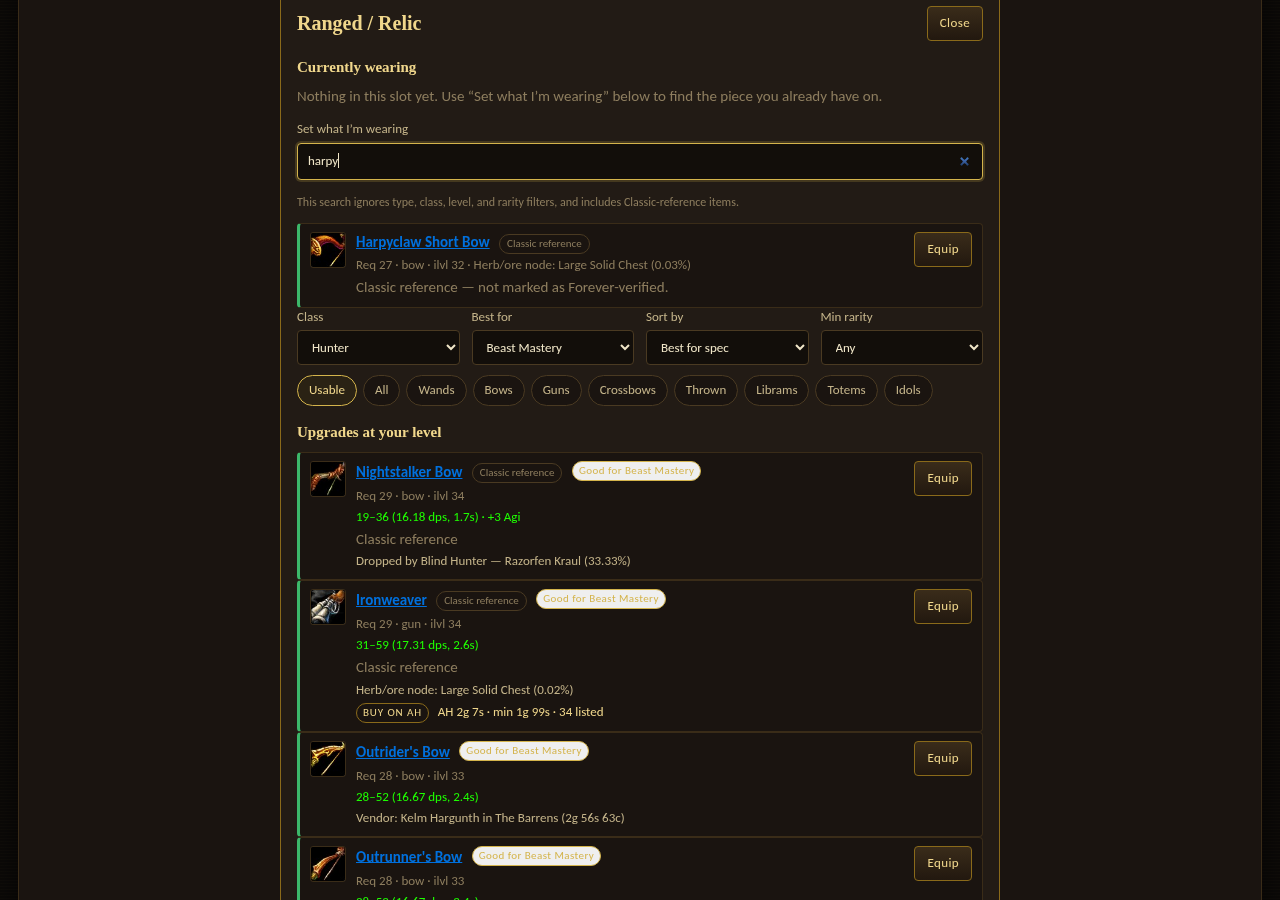 Ranged / Relic
Close
Currently wearing
Nothing in this slot yet. Use “Set what I’m wearing” below to find the piece you already have on.
Set what I’m wearing
harpy
This search ignores type, class, level, and rarity filters, and includes Classic-reference items.
Harpyclaw Short Bow Classic reference
Equip
Req 27 · bow · ilvl 32 · Herb/ore node: Large Solid Chest (0.03%)
Classic reference — not marked as Forever-verified.
Class Best for Sort by Min rarity
Hunter Beast Mastery Best for spec Any
Usable All Wands Bows Guns Crossbows Thrown Librams Totems Idols
Upgrades at your level
Nightstalker Bow Classic reference Good for Beast Mastery
Equip
Req 29 · bow · ilvl 34
19–36 (16.18 dps, 1.7s) · +3 Agi
Classic reference
Dropped by Blind Hunter — Razorfen Kraul (33.33%)
Ironweaver Classic reference Good for Beast Mastery
Equip
Req 29 · gun · ilvl 34
31–59 (17.31 dps, 2.6s)
Classic reference
Herb/ore node: Large Solid Chest (0.02%)
BUY ON AH AH 2g 7s · min 1g 99s · 34 listed
Outrider's Bow Good for Beast Mastery
Equip
Req 28 · bow · ilvl 33
28–52 (16.67 dps, 2.4s)
Vendor: Kelm Hargunth in The Barrens (2g 56s 63c)
Outrunner's Bow Good for Beast Mastery
Equip
Req 28 · bow · ilvl 33